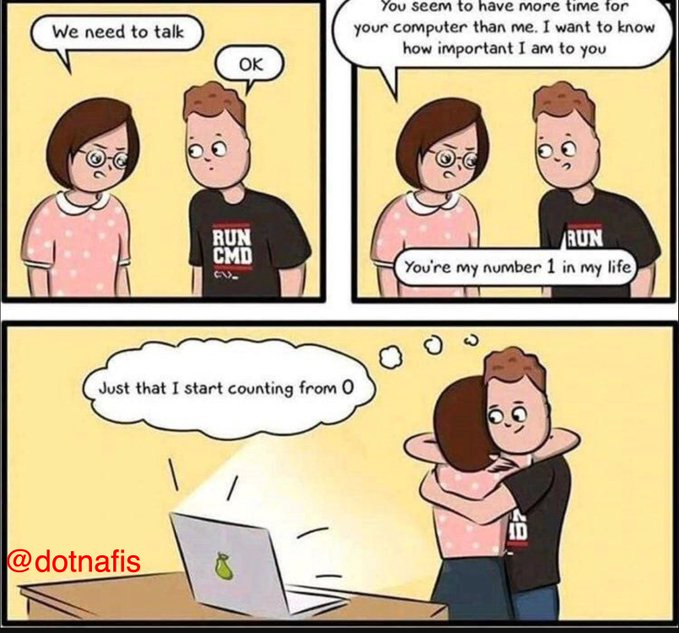 We need to talk
OK
You seem to have more time for
your computer than me. I want to know
how important I am to you
RUN
CMD
C:\>_
RUN
You're my number 1 in my life
Just that I start counting from 0
@dotnafis